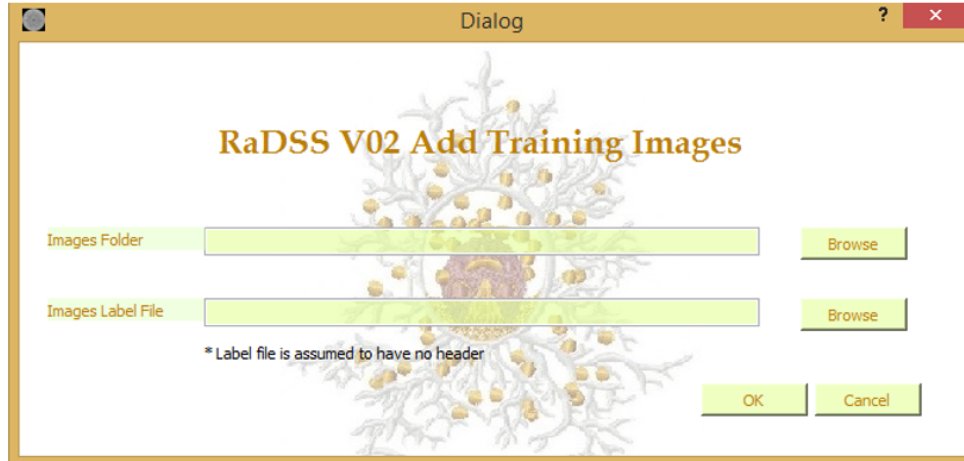 Dialog
?
×
RaDSS V02 Add Training Images
Images Folder
Browse
Images Label File
Browse
* Label file is assumed to have no header
OK
Cancel